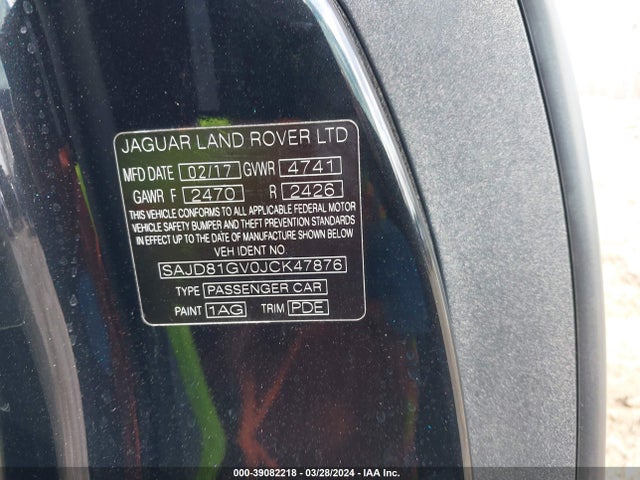 JAGUAR LAND ROVER LTD
MFD DATE 02/17 GVWR 4741
GAWR F 2470 R 2426
THIS VEHICLE CONFORMS TO ALL APPLICABLE FEDERAL MOTOR
VEHICLE SAFETY BUMPER AND THEFT PREVENTION STANDARDS
IN EFFECT UP TO THE DATE OF MANUFACTURE SHOWN BELOW
VEH IDENT NO
SAJD81GV0JCK47876
TYPE PASSENGER CAR
PAINT 1AG TRIM PDE
000-39082218 - 03/28/2024 - IAA Inc.